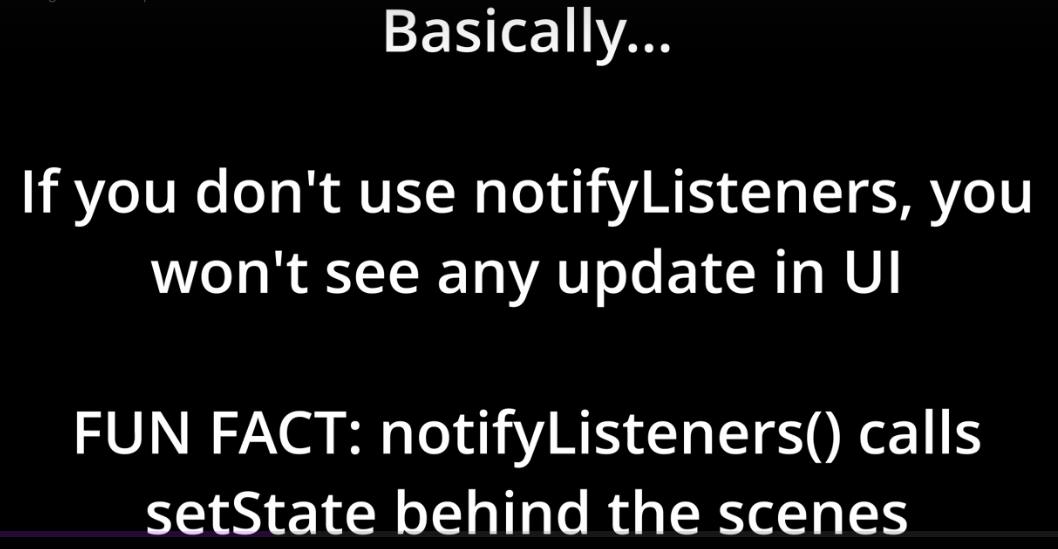 Basically...
If you don't use notifyListeners, you
won't see any update in UI
FUN FACT: notifyListeners() calls
setState behind the scenes